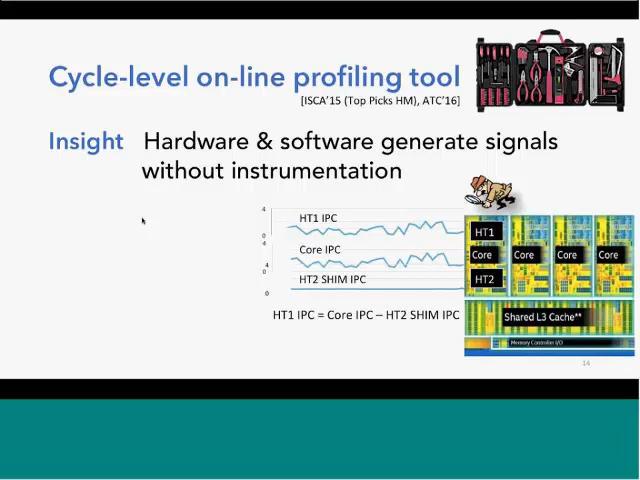 Cycle-level on-line profiling tool
[ISCA'15 (Top Picks HM), ATC'16]
Insight Hardware & software generate signals
without instrumentation
4
HT1 IPC
0
4
Core IPC
4
0
HT2 SHIM IPC
0
HT1 IPC = Core IPC – HT2 SHIM IPC
HT1
Core Core Core Core
HT2
Shared L3 Cache**
Memory Controller I/O
14